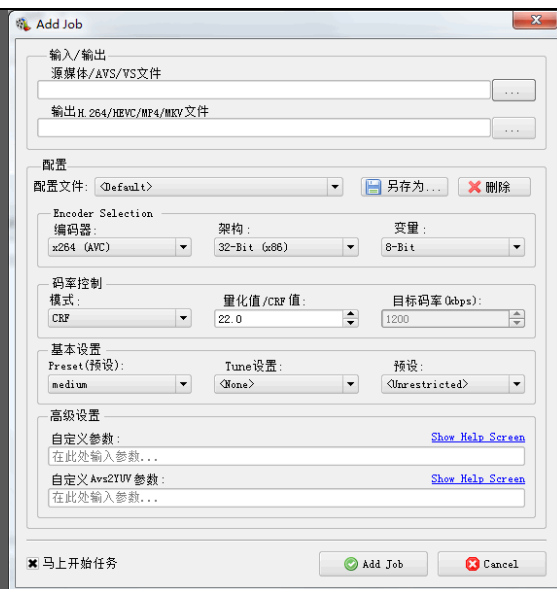 Add Job
输入/输出
源媒体/AVS/VS文件
...
输出H.264/HEVC/MP4/MKV文件
...
配置
配置文件: <Default> 另存为... 删除
Encoder Selection
编码器: 架构: 变量:
x264 (AVC) 32-Bit (x86) 8-Bit
码率控制
模式: 量化值/CRF值: 目标码率(kbps):
CRF 22.0 1200
基本设置
Preset(预设): Tune设置: 预设:
medium <None> <Unrestricted>
高级设置
自定义参数: Show Help Screen
在此处输入参数...
自定义Avs2YUV参数: Show Help Screen
在此处输入参数...
马上开始任务 Add Job Cancel